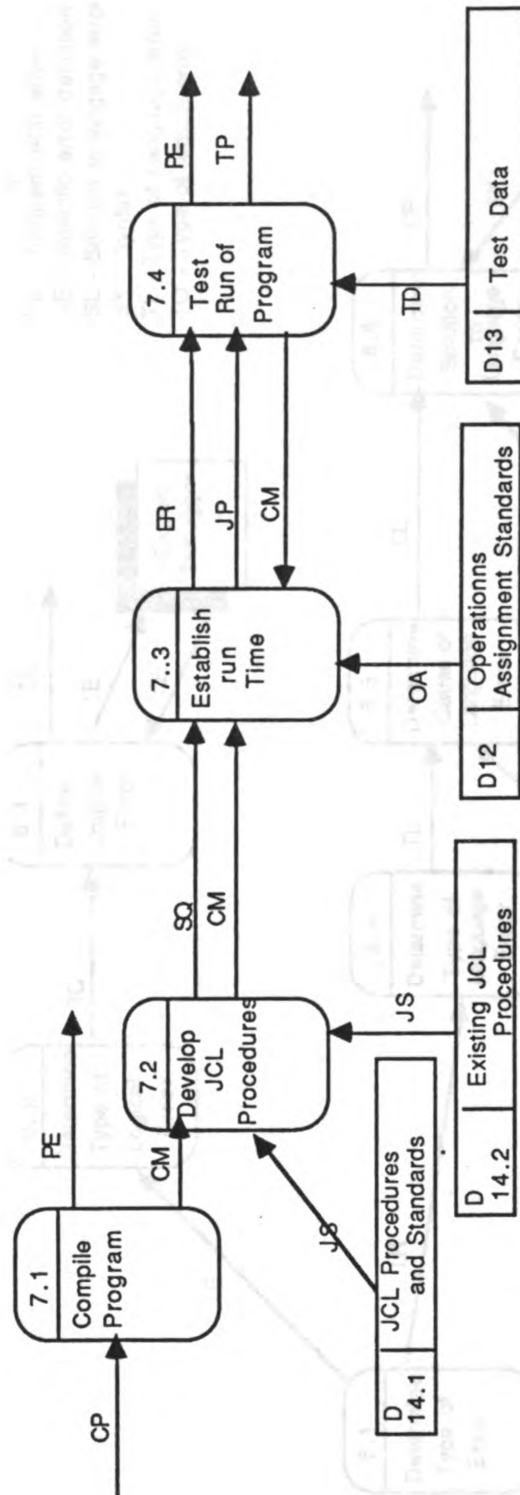 CP
7.1
Compile
Program
PE
CM
7.2
Develop
JCL
Procedures
SQ
CM
7..3
Establish
run
Time
ER
JP
CM
7.4
Test
Run of
Program
PE
TP
JS
JS
OA
TD
D
14.1
JCL Procedures
and Standards
D
14.2
Existing JCL
Procedures
D12
Operationns
Assignment Standards
D13
Test Data